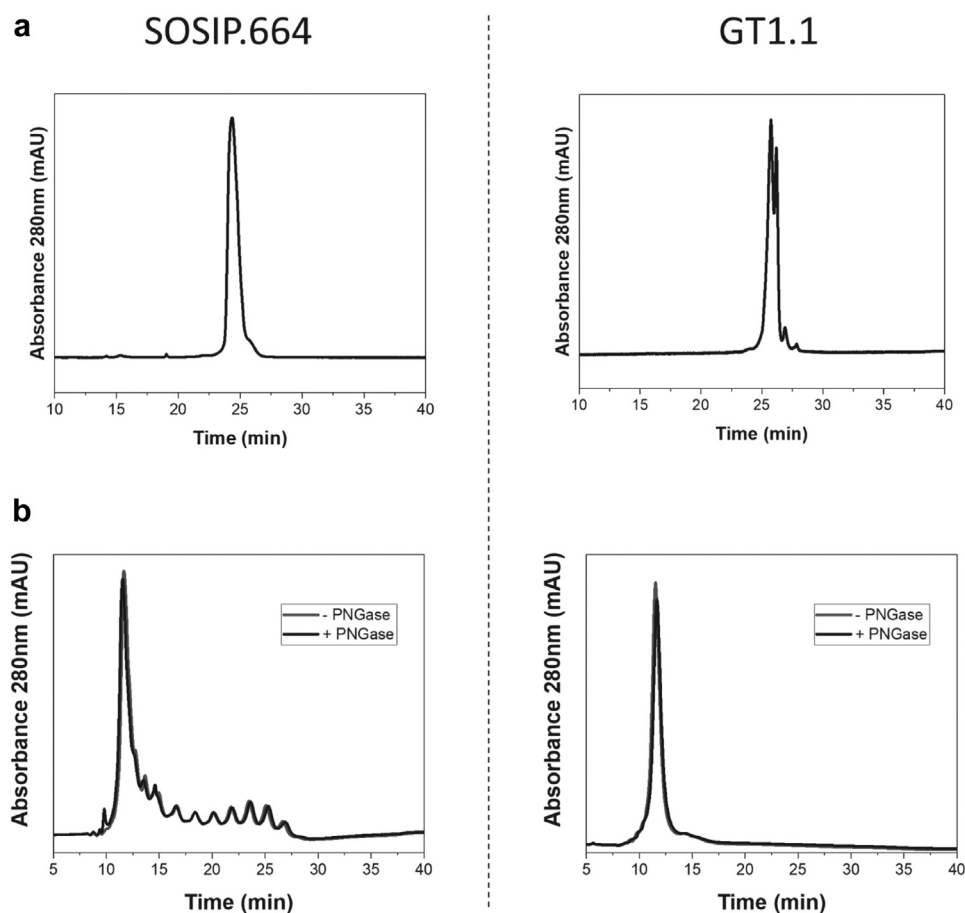 a
SOSIP.664
GT1.1
Absorbance 280nm (mAU)
10 15 20 25 30 35 40
Time (min)
Absorbance 280nm (mAU)
10 15 20 25 30 35 40
Time (min)
b
Absorbance 280nm (mAU)
- PNGase
+ PNGase
5 10 15 20 25 30 35 40
Time (min)
Absorbance 280nm (mAU)
- PNGase
+ PNGase
5 10 15 20 25 30 35 40
Time (min)